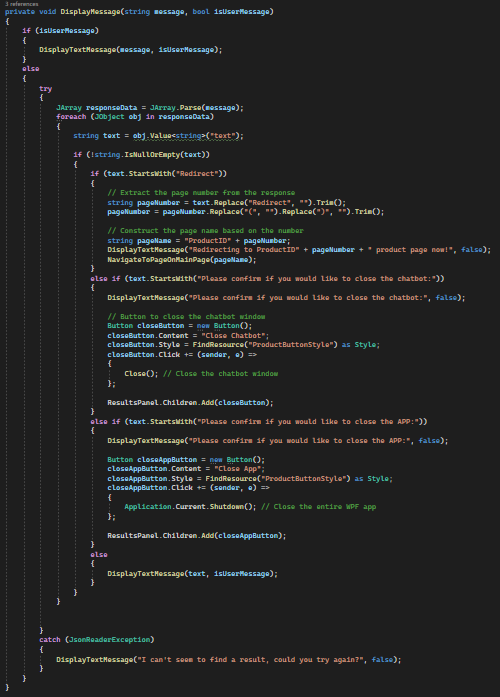 3 references
private void DisplayMessage(string message, bool isUserMessage)
{
if (isUserMessage)
{
DisplayTextMessage(message, isUserMessage);
}
else
{
try
{
JArray responseData = JArray.Parse(message);
foreach (JObject obj in responseData)
{
string text = obj.Value<string>("text");
if (!string.IsNullOrEmpty(text))
{
if (text.StartsWith("Redirect"))
{
// Extract the page number from the response
string pageNumber = text.Replace("Redirect", "").Trim();
pageNumber = pageNumber.Replace("(", "").Replace(")", "").Trim();
// Construct the page name based on the number
string pageName = "ProductID" + pageNumber;
DisplayTextMessage("Redirecting to ProductID" + pageNumber + " product page now!", false);
NavigateToPageOnMainPage(pageName);
}
else if (text.StartsWith("Please confirm if you would like to close the chatbot:"))
{
DisplayTextMessage("Please confirm if you would like to close the chatbot:", false);
// Button to close the chatbot window
Button closeButton = new Button();
closeButton.Content = "Close Chatbot";
closeButton.Style = FindResource("ProductButtonStyle") as Style;
closeButton.Click += (sender, e) =>
{
Close(); // Close the chatbot window
};
ResultsPanel.Children.Add(closeButton);
}
else if (text.StartsWith("Please confirm if you would like to close the APP:"))
{
DisplayTextMessage("Please confirm if you would like to close the APP:", false);
Button closeAppButton = new Button();
closeAppButton.Content = "Close App";
closeAppButton.Style = FindResource("ProductButtonStyle") as Style;
closeAppButton.Click += (sender, e) =>
{
Application.Current.Shutdown(); // Close the entire WPF app
};
ResultsPanel.Children.Add(closeAppButton);
}
else
{
DisplayTextMessage(text, isUserMessage);
}
}
}
}
catch (JsonReaderException)
{
DisplayTextMessage("I can't seem to find a result, could you try again?", false);
}
}
}